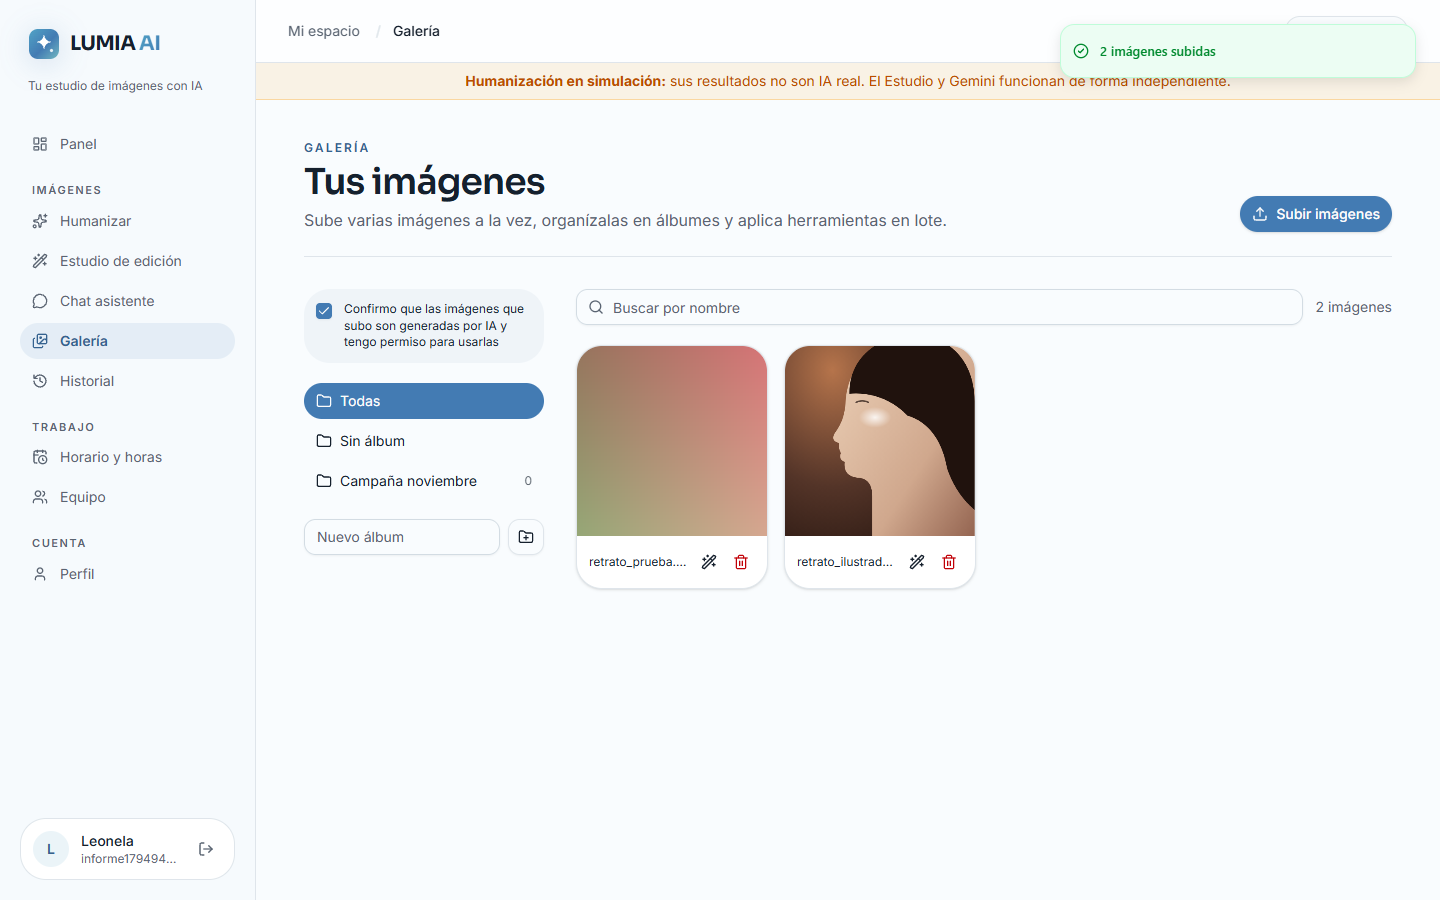 LUMIA AI
Tu estudio de imágenes con IA
Panel
IMÁGENES
Humanizar
Estudio de edición
Chat asistente
Galería
Historial
TRABAJO
Horario y horas
Equipo
CUENTA
Perfil
L
Leonela
informe179494...
Mi espacio / Galería
2 imágenes subidas
Humanización en simulación: sus resultados no son IA real. El Estudio y Gemini funcionan de forma independiente.
GALERÍA
Tus imágenes
Sube varias imágenes a la vez, organízalas en álbumes y aplica herramientas en lote.
Subir imágenes
Confirmo que las imágenes que
subo son generadas por IA y
tengo permiso para usarlas
Todas
Sin álbum
Campaña noviembre 0
Nuevo álbum
Buscar por nombre
2 imágenes
retrato_prueba....
retrato_ilustrad...